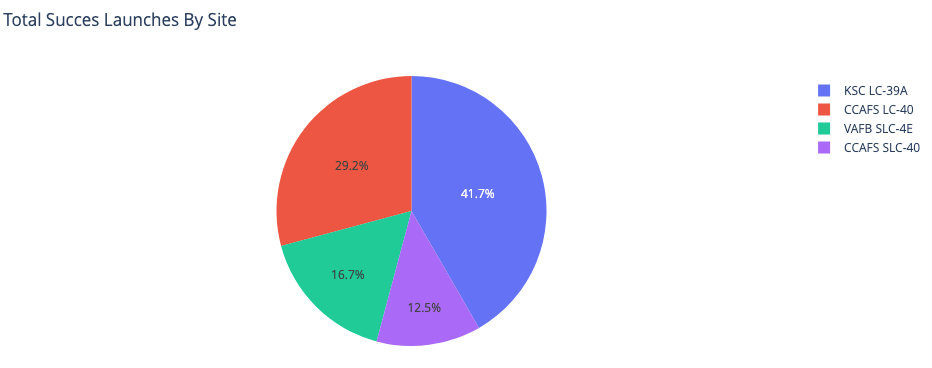 Total Succes Launches By Site
KSC LC-39A
CCAFS LC-40
VAFB SLC-4E
CCAFS SLC-40
29.2%
41.7%
16.7%
12.5%